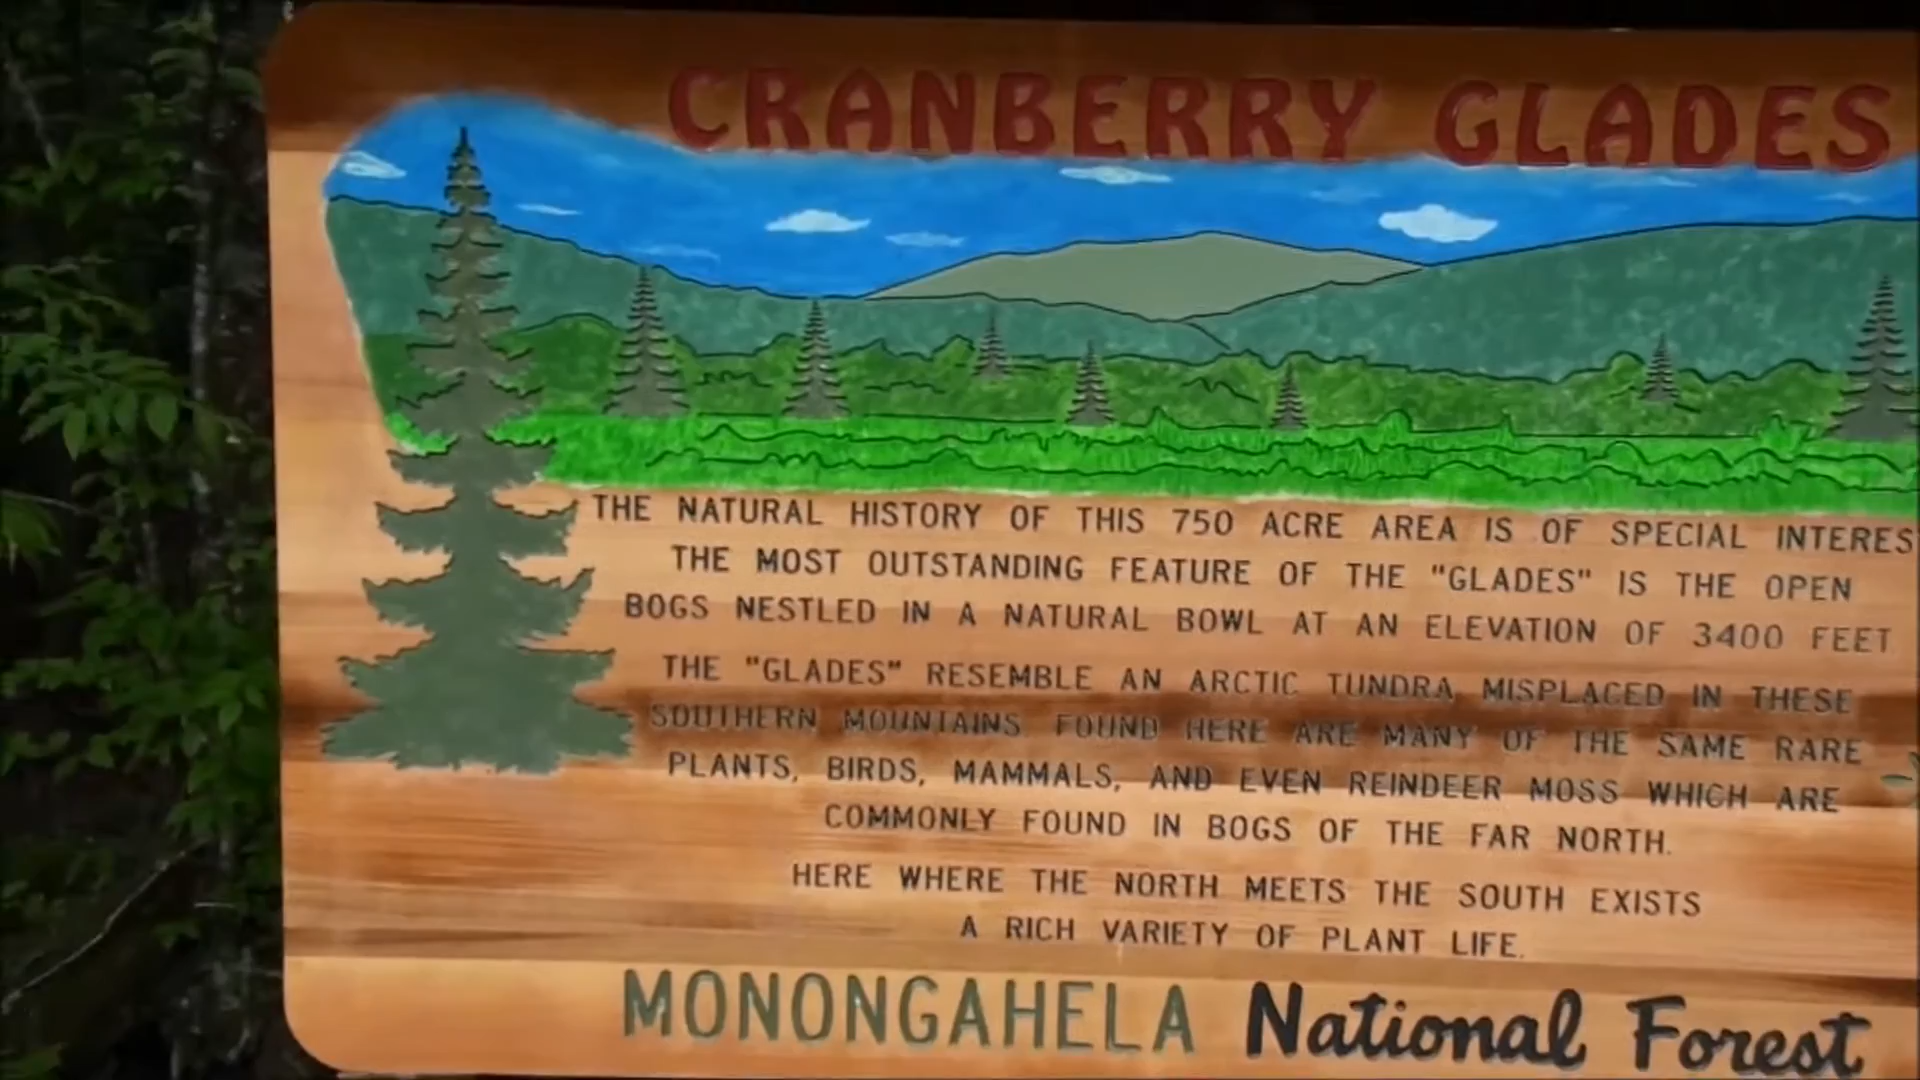 CRANBERRY GLADES
THE NATURAL HISTORY OF THIS 750 ACRE AREA IS OF SPECIAL INTERES
THE MOST OUTSTANDING FEATURE OF THE "GLADES" IS THE OPEN
BOGS NESTLED IN A NATURAL BOWL AT AN ELEVATION OF 3400 FEET
THE "GLADES" RESEMBLE AN ARCTIC TUNDRA MISPLACED IN THESE
SOUTHERN MOUNTAINS. FOUND HERE ARE MANY OF THE SAME RARE
PLANTS, BIRDS, MAMMALS, AND EVEN REINDEER MOSS WHICH ARE
COMMONLY FOUND IN BOGS OF THE FAR NORTH.
HERE WHERE THE NORTH MEETS THE SOUTH EXISTS
A RICH VARIETY OF PLANT LIFE.
MONONGAHELA National Forest